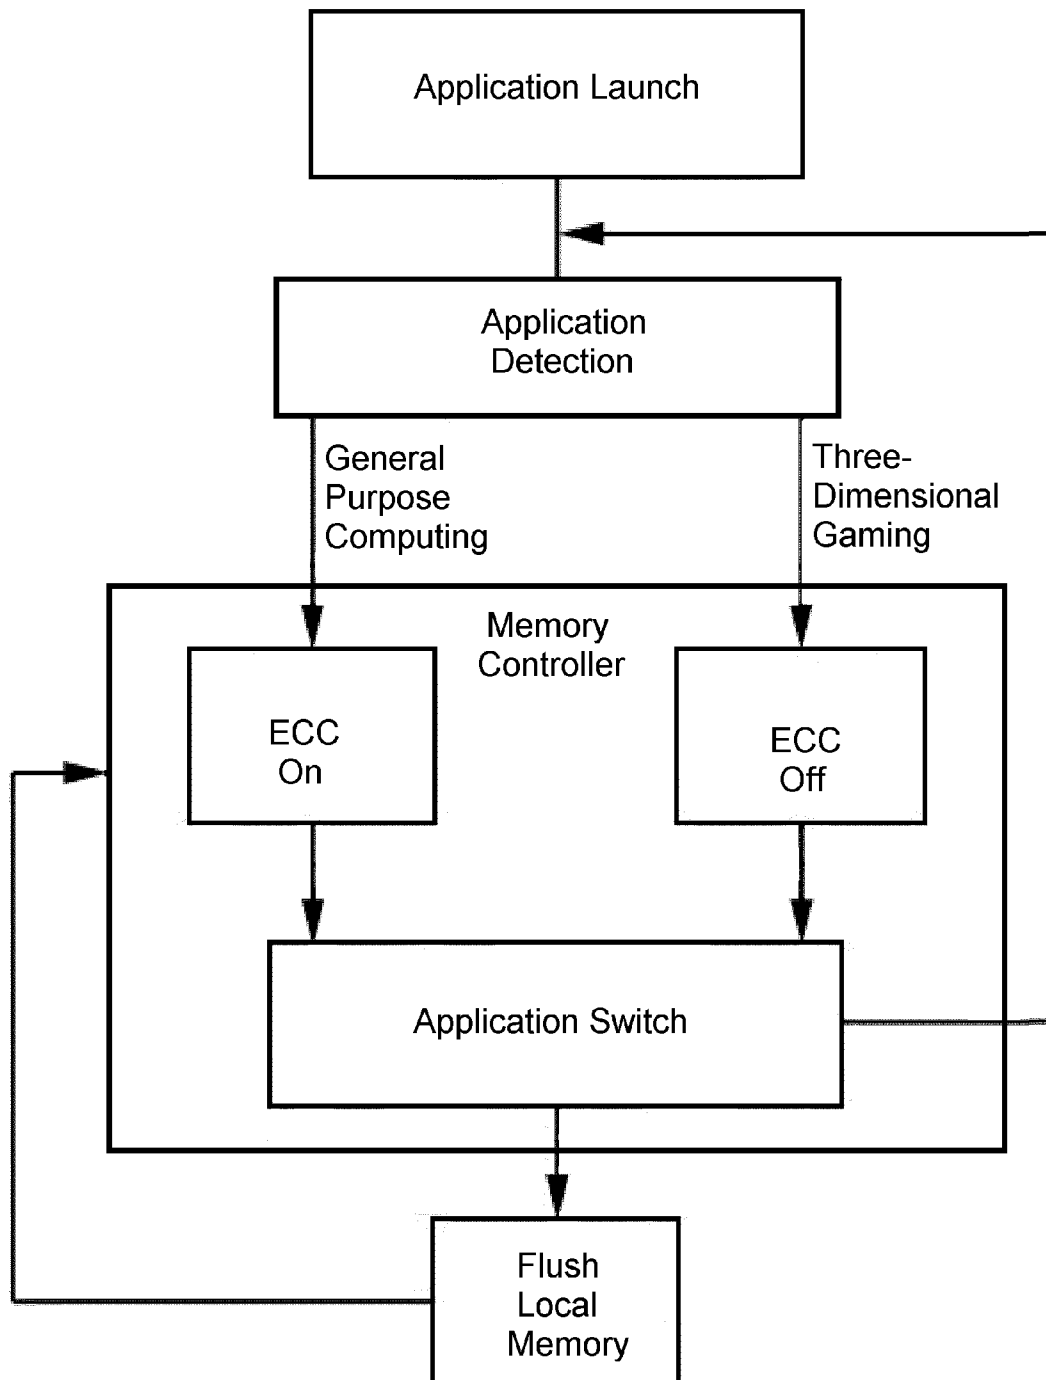 Application Launch
Application
Detection
General
Purpose
Computing
Three-
Dimensional
Gaming
Memory
Controller
ECC
On
ECC
Off
Application Switch
Flush
Local
Memory